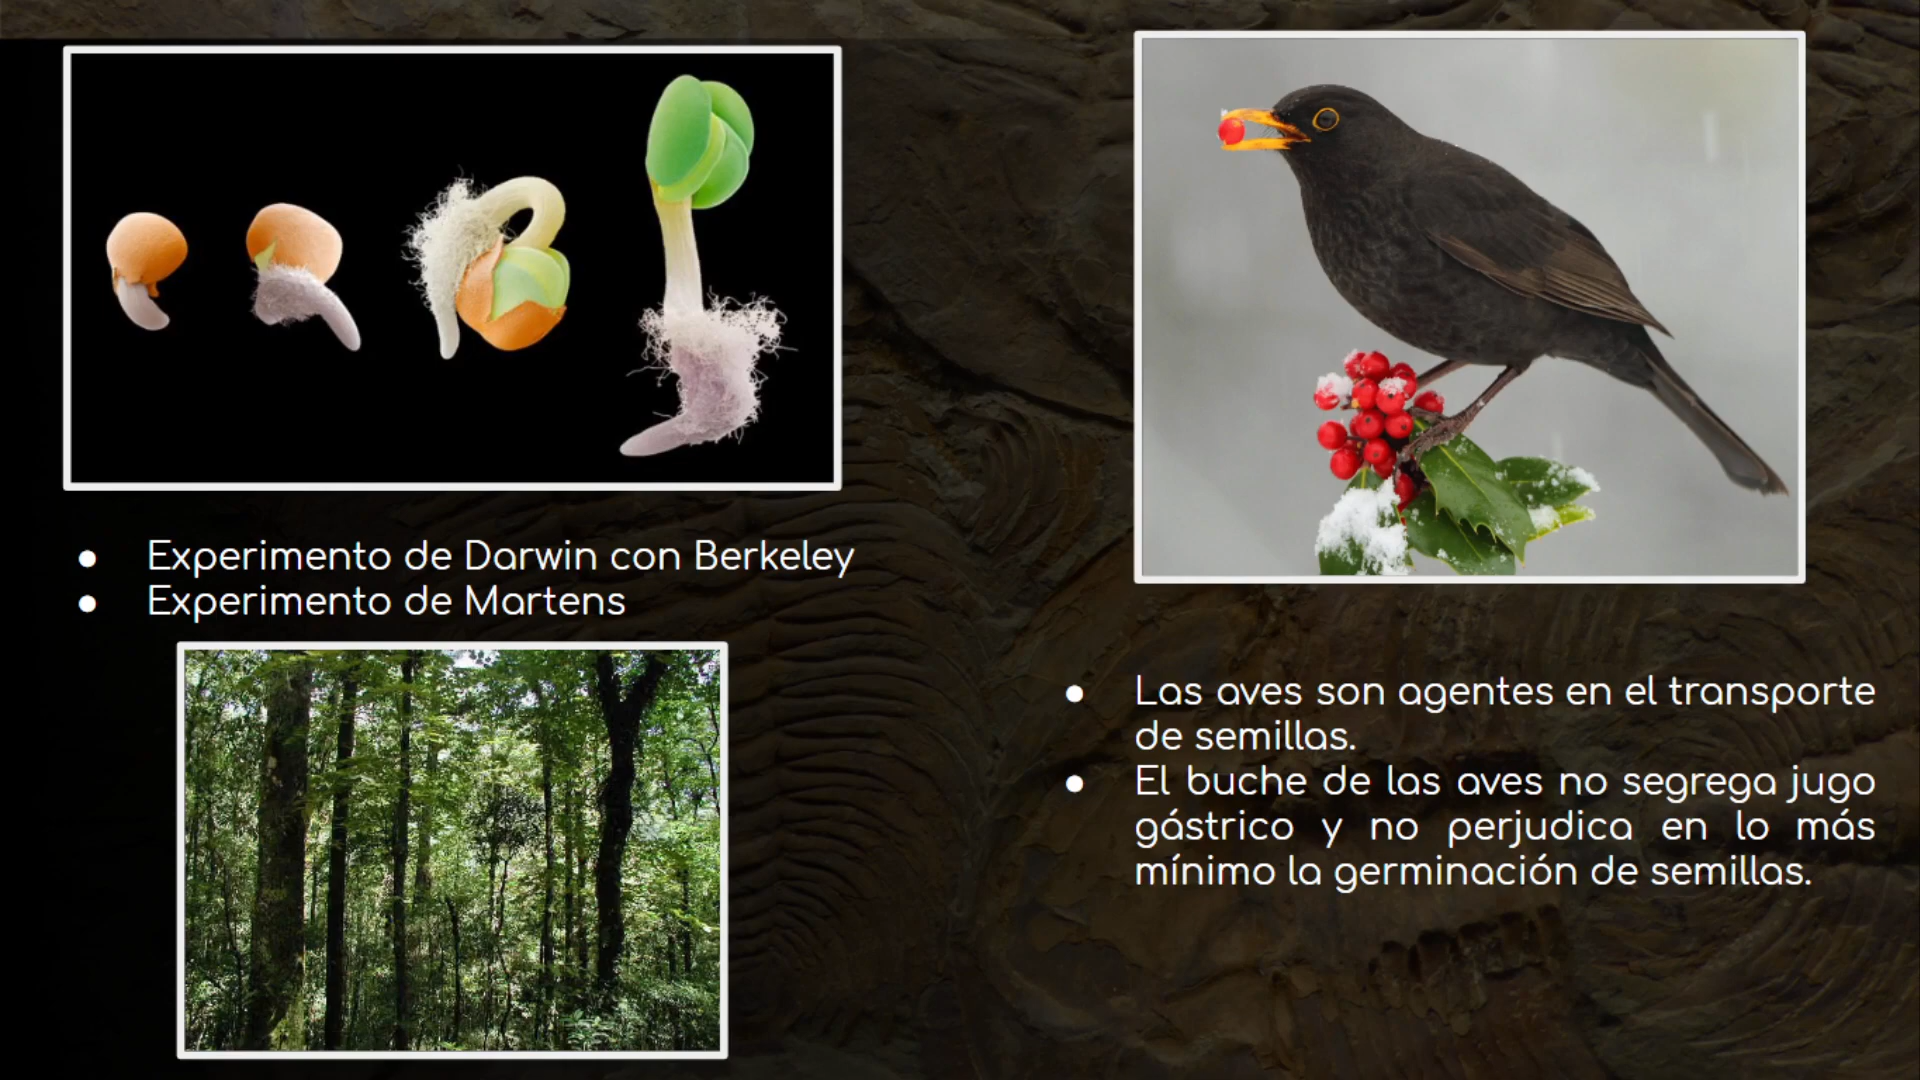 ● Experimento de Darwin con Berkeley
● Experimento de Martens
● Las aves son agentes en el transporte
de semillas.
● El buche de las aves no segrega jugo
gástrico y no perjudica en lo más
mínimo la germinación de semillas.